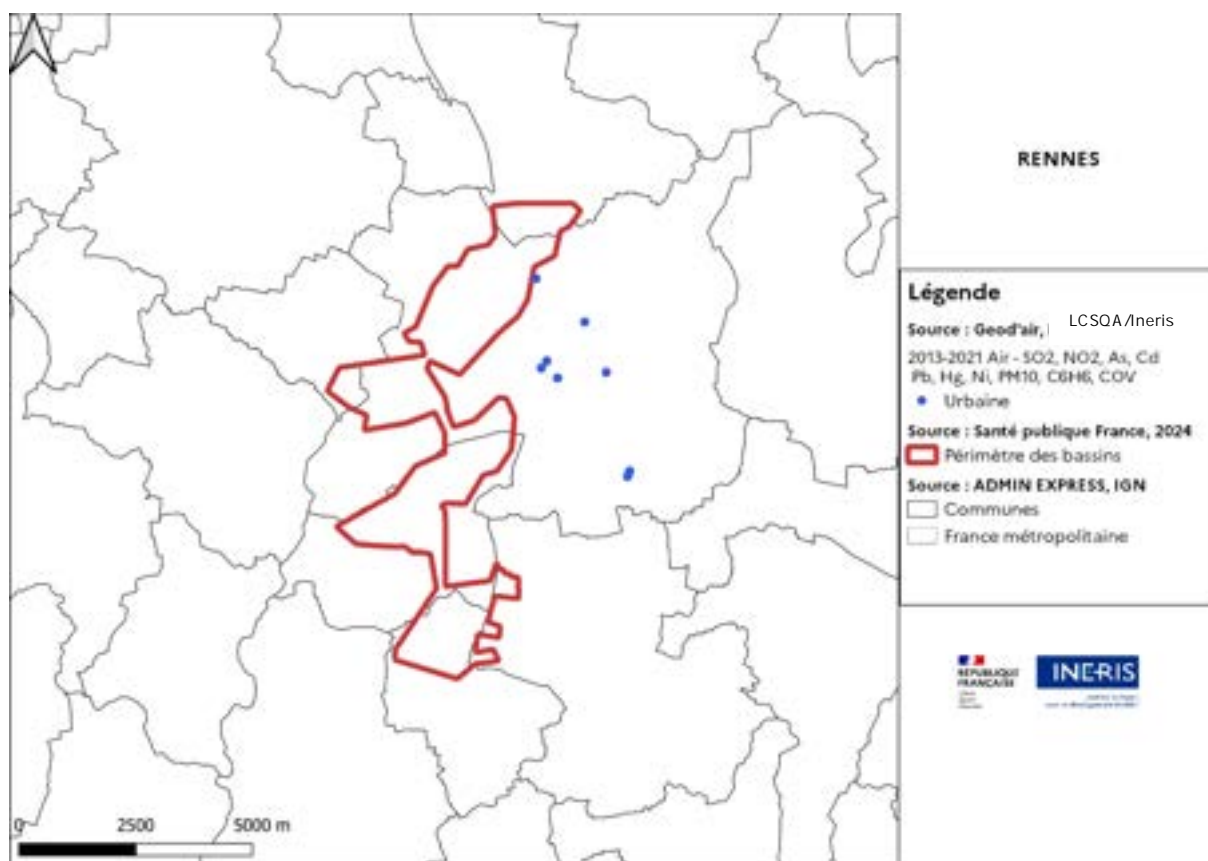 RENNES
Légende
Source : Geod'air, LCSQA/Ineris
2013-2021 Air - SO2, NO2, As, Cd
Pb, Hg, Ni, PM10, C6H6, COV
Urbaine
Source : Santé publique France, 2024
Périmètre des bassins
Source : ADMIN EXPRESS, IGN
Communes
France métropolitaine
RÉPUBLIQUE
FRANÇAISE
INERIS
0 2500 5000 m